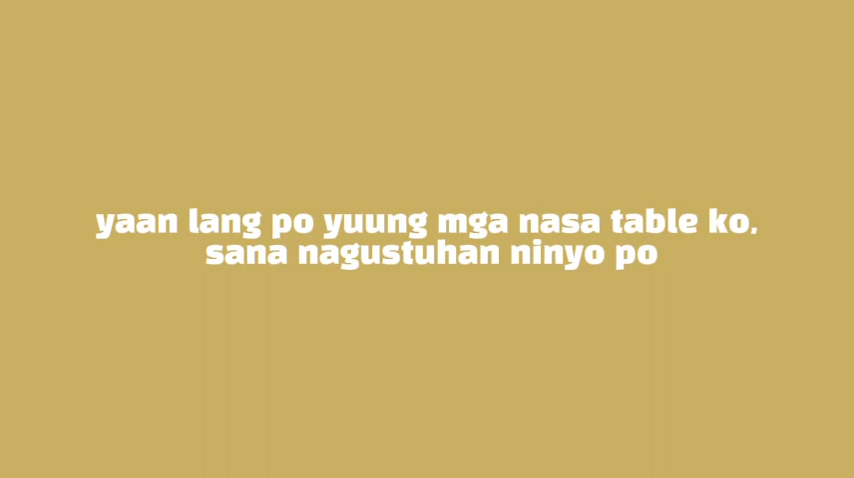 yaan lang po yuung mga nasa table ko,
sana nagustuhan ninyo po